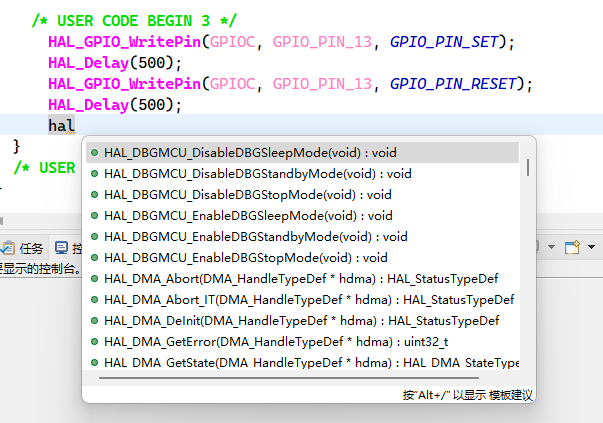 /* USER CODE BEGIN 3 */
HAL_GPIO_WritePin(GPIOC, GPIO_PIN_13, GPIO_PIN_SET);
HAL_Delay(500);
HAL_GPIO_WritePin(GPIOC, GPIO_PIN_13, GPIO_PIN_RESET);
HAL_Delay(500);
hal
}
/* USER
HAL_DBGMCU_DisableDBGSleepMode(void) : void
HAL_DBGMCU_DisableDBGStandbyMode(void) : void
HAL_DBGMCU_DisableDBGStopMode(void) : void
HAL_DBGMCU_EnableDBGSleepMode(void) : void
HAL_DBGMCU_EnableDBGStandbyMode(void) : void
HAL_DBGMCU_EnableDBGStopMode(void) : void
HAL_DMA_Abort(DMA_HandleTypeDef * hdma) : HAL_StatusTypeDef
HAL_DMA_Abort_IT(DMA_HandleTypeDef * hdma) : HAL_StatusTypeDef
HAL_DMA_DeInit(DMA_HandleTypeDef * hdma) : HAL_StatusTypeDef
HAL_DMA_GetError(DMA_HandleTypeDef * hdma) : uint32_t
HAL_DMA_GetState(DMA_HandleTypeDef * hdma) : HAL_DMA_StateType
按"Alt+/" 以显示 模板建议
任务
要显示的控制台。